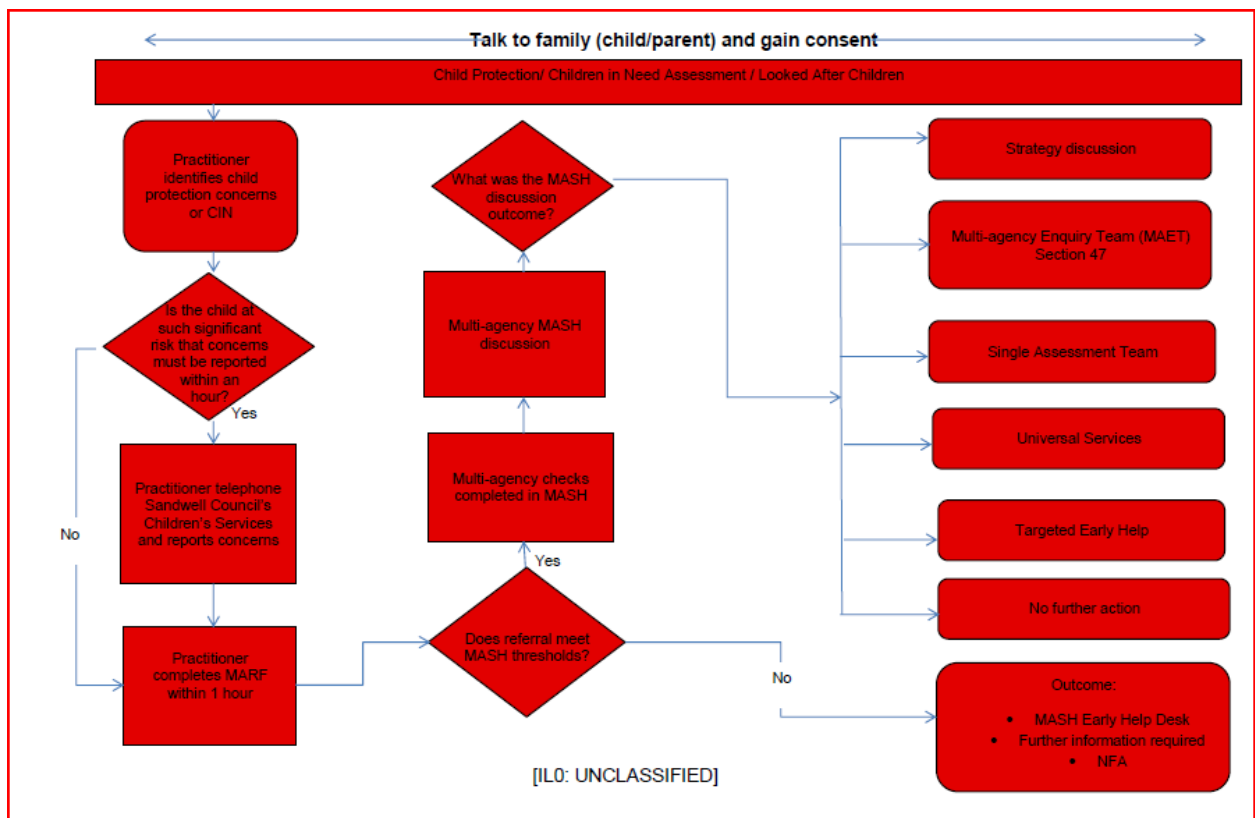 Talk to family (child/parent) and gain consent
Child Protection/ Children in Need Assessment / Looked After Children
Practitioner
identifies child
protection concerns
or CIN
Is the child at
such significant
risk that concerns
must be reported
within an
hour?
Yes
No
Practitioner telephone
Sandwell Council's
Children's Services
and reports concerns
Practitioner
completes MARF
within 1 hour
What was the MASH
discussion
outcome?
Multi-agency MASH
discussion
Multi-agency checks
completed in MASH
Yes
Does referral meet
MASH thresholds?
No
Strategy discussion
Multi-agency Enquiry Team (MAET)
Section 47
Single Assessment Team
Universal Services
Targeted Early Help
No further action
Outcome:
• MASH Early Help Desk
• Further information required
• NFA
[IL0: UNCLASSIFIED]